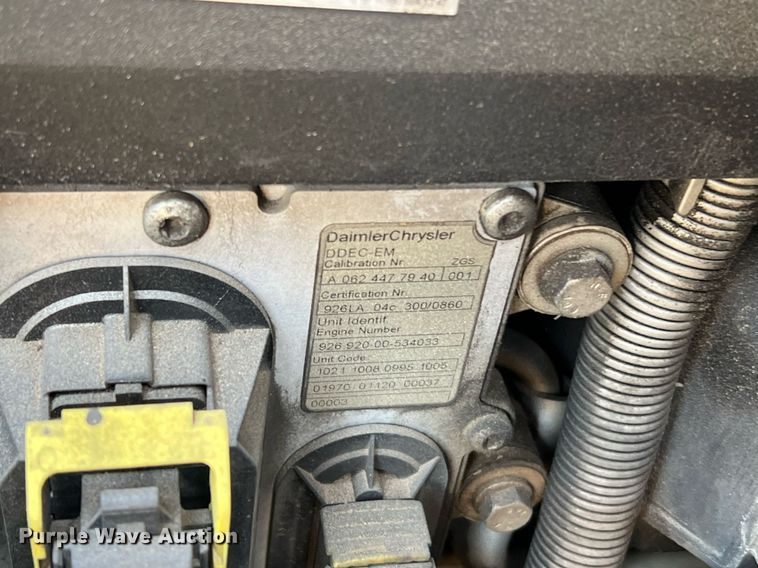 DaimlerChrysler
DDEC-EM
Calibration Nr. ZGS
A 062 447 79 40 001
Certification Nr.
926LA 04c 300/0860
Unit Identif.
Engine Number
926.920-00-534033
Unit Code
1021 1008 0995 1005
01970 01120 00037
00003
Purple Wave Auction